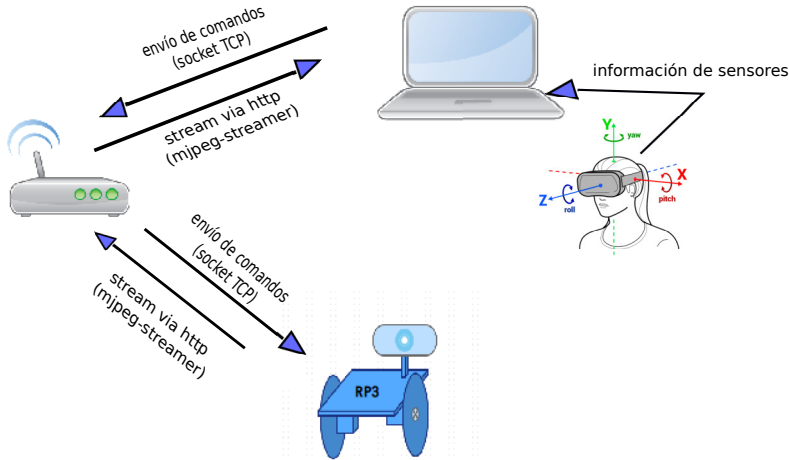 envío de comandos
(socket TCP)
stream via http
(mjpeg-streamer)
información de sensores
Y
yaw
X
pitch
Z
roll
envío de comandos
(socket TCP)
stream via http
(mjpeg-streamer)
RP3